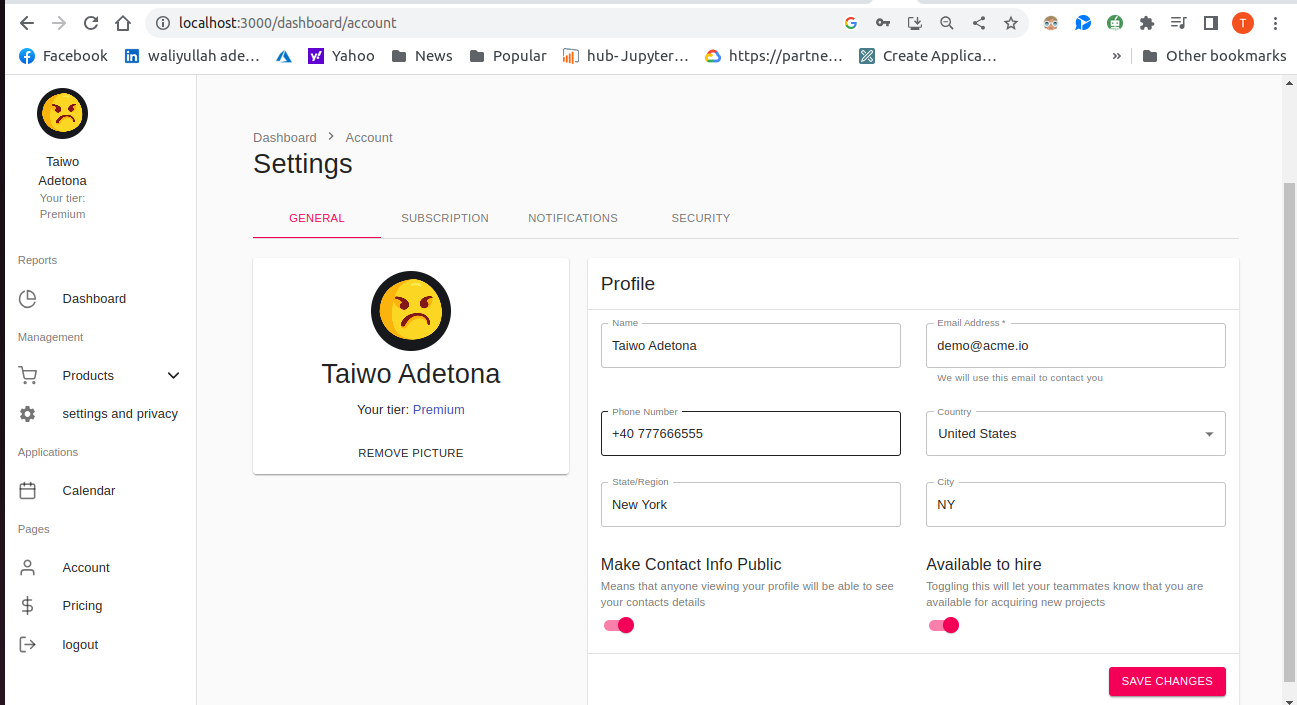 localhost:3000/dashboard/account
T
Facebook
waliyullah ade...
Yahoo
News
Popular
hub- Jupyter...
https://partne...
Create Applica...
»
Other bookmarks
Taiwo
Adetona
Your tier:
Premium
Reports
Dashboard
Management
Products
settings and privacy
Applications
Calendar
Pages
Account
Pricing
logout
Dashboard > Account
Settings
GENERAL
SUBSCRIPTION
NOTIFICATIONS
SECURITY
Taiwo Adetona
Your tier: Premium
REMOVE PICTURE
Profile
Name
Taiwo Adetona
Email Address *
demo@acme.io
We will use this email to contact you
Phone Number
+40 777666555
Country
United States
State/Region
New York
City
NY
Make Contact Info Public
Means that anyone viewing your profile will be able to see
your contacts details
Available to hire
Toggling this will let your teammates know that you are
available for acquiring new projects
SAVE CHANGES